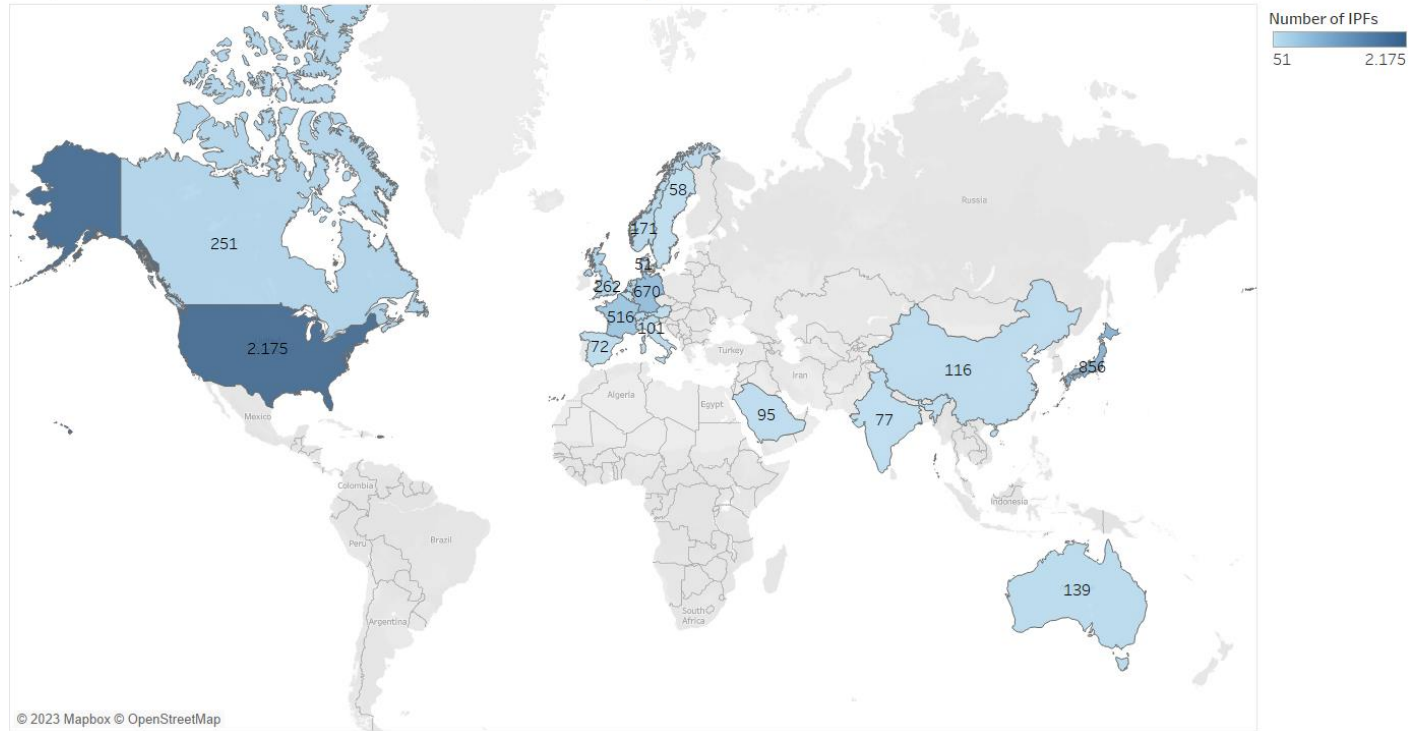 Number of IPFs
51 2.175
58
Russia
171
251
51
262
670
516
101
2.175
72
Turkey
856
116
Iran
Mexico
Algeria
Egypt
95
77
Colombia
Indonesia
Peru
Brazil
139
South
Africa
Argentina
© 2023 Mapbox © OpenStreetMap